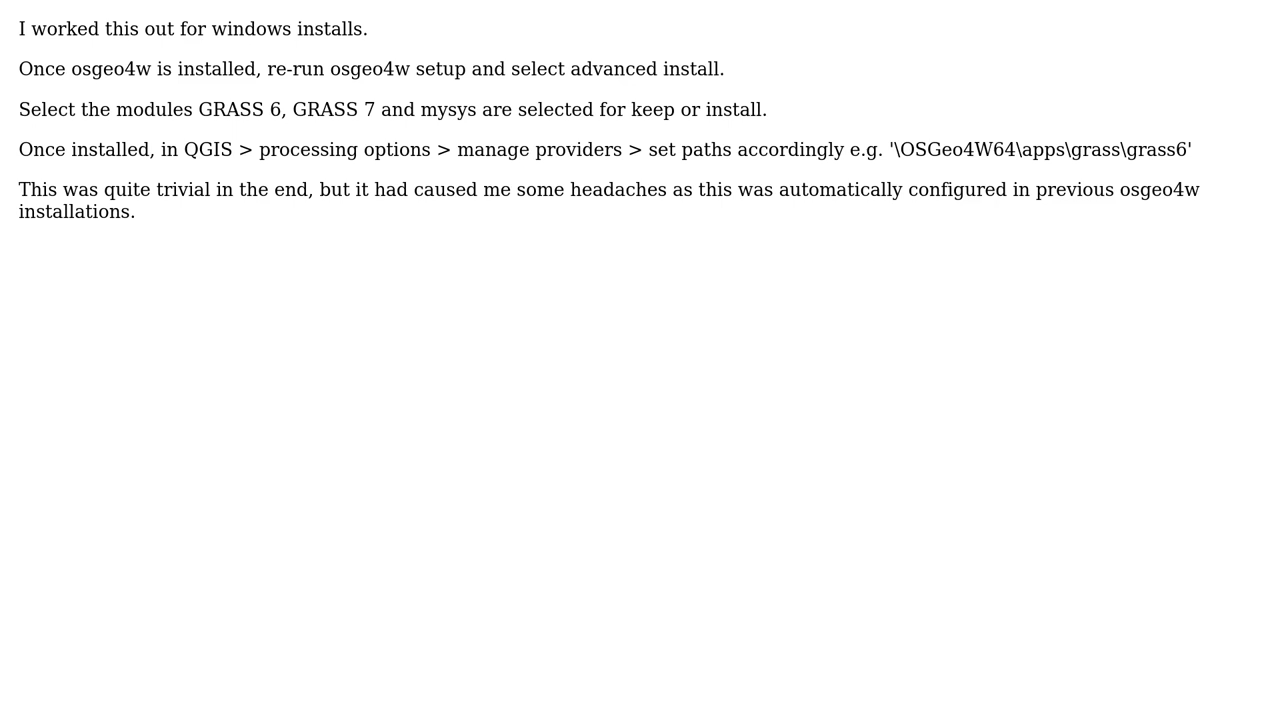 I worked this out for windows installs.
Once osgeo4w is installed, re-run osgeo4w setup and select advanced install.
Select the modules GRASS 6, GRASS 7 and mysys are selected for keep or install.
Once installed, in QGIS > processing options > manage providers > set paths accordingly e.g. '\OSGeo4W64\apps\grass\grass6'
This was quite trivial in the end, but it had caused me some headaches as this was automatically configured in previous osgeo4w
installations.